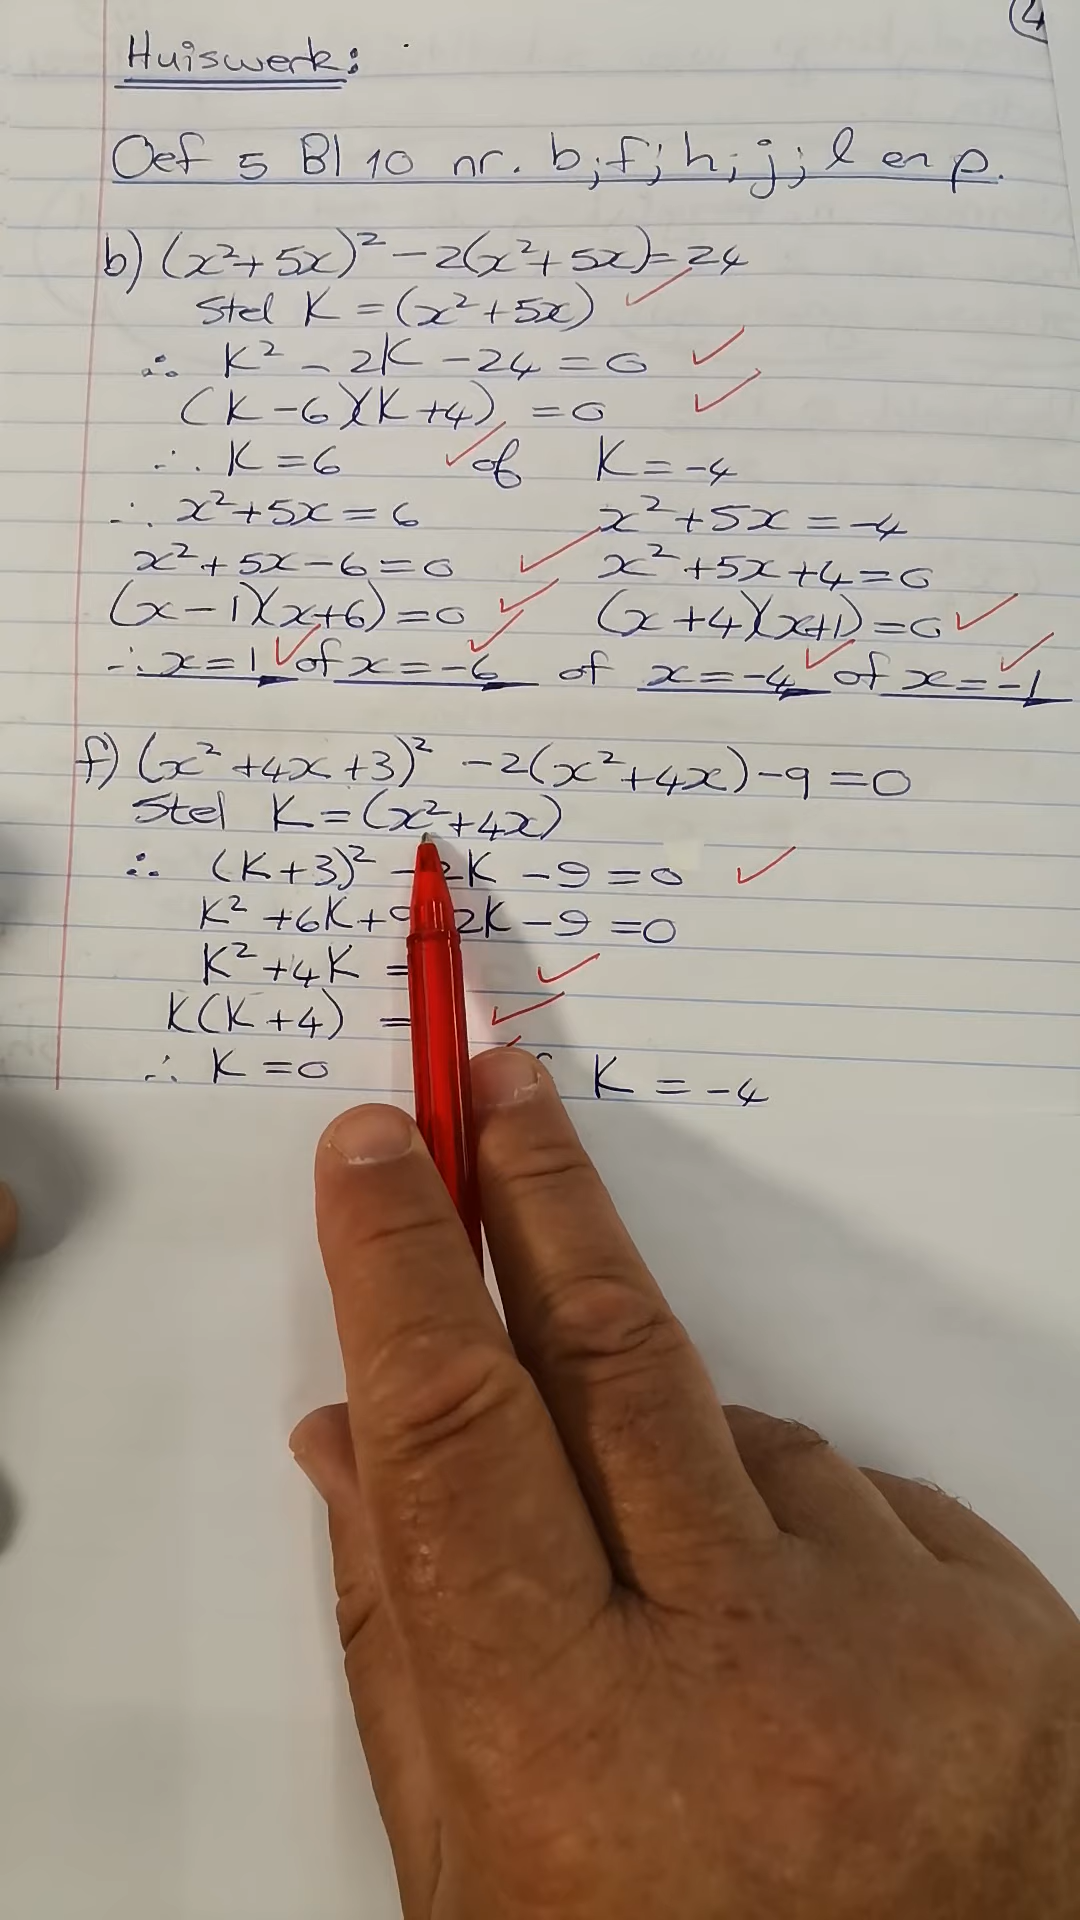 4
Huiswerk:
Oef 5 Bl 10 nr. b; f; h; j; l en p.
b) (x²+5x)² −2(x²+5x)=24
Stel K = (x²+5x)
∴ K² − 2K − 24 = 0
(K−6)(K+4) = 0
∴ K = 6 of K = −4
∴ x²+5x = 6 x²+5x = −4
x²+5x−6 = 0 x²+5x+4 = 0
(x−1)(x+6) = 0 (x+4)(x+1) = 0
∴ x = 1 of x = −6 of x = −4 of x = −1
f) (x²+4x+3)² −2(x²+4x)−9 = 0
Stel K = (x²+4x)
∴ (K+3)² − 2K − 9 = 0
K² + 6K + 9 2K − 9 = 0
K² + 4K =
K(K+4) =
∴ K = 0 K = −4